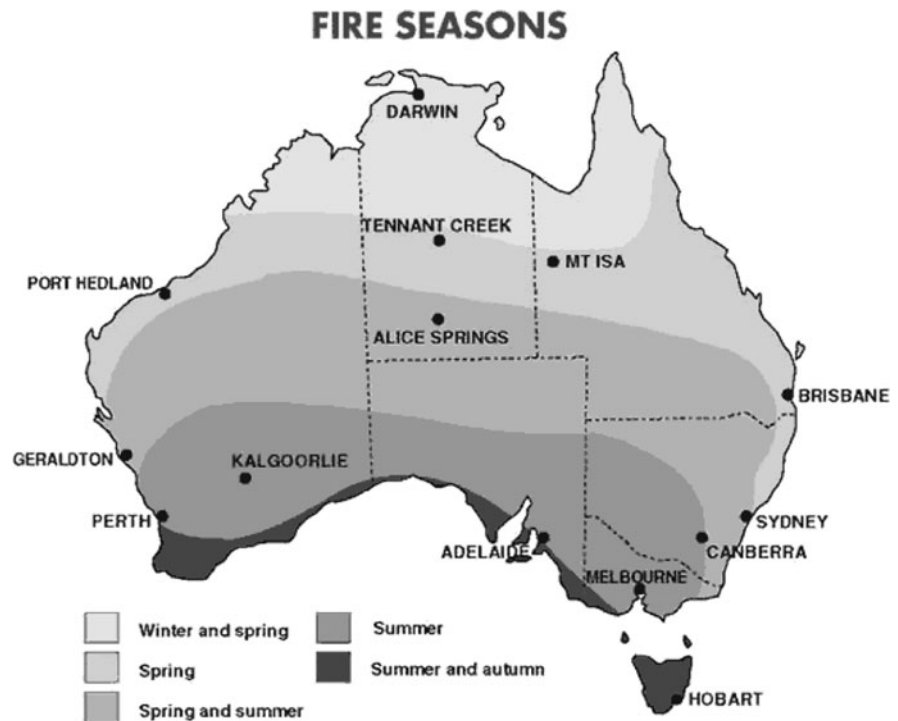 FIRE SEASONS
DARWIN
TENNANT CREEK
MT ISA
PORT HEDLAND
ALICE SPRINGS
BRISBANE
GERALDTON
KALGOORLIE
PERTH
SYDNEY
ADELAIDE
CANBERRA
MELBOURNE
Winter and spring
Summer
Spring
Summer and autumn
Spring and summer
HOBART